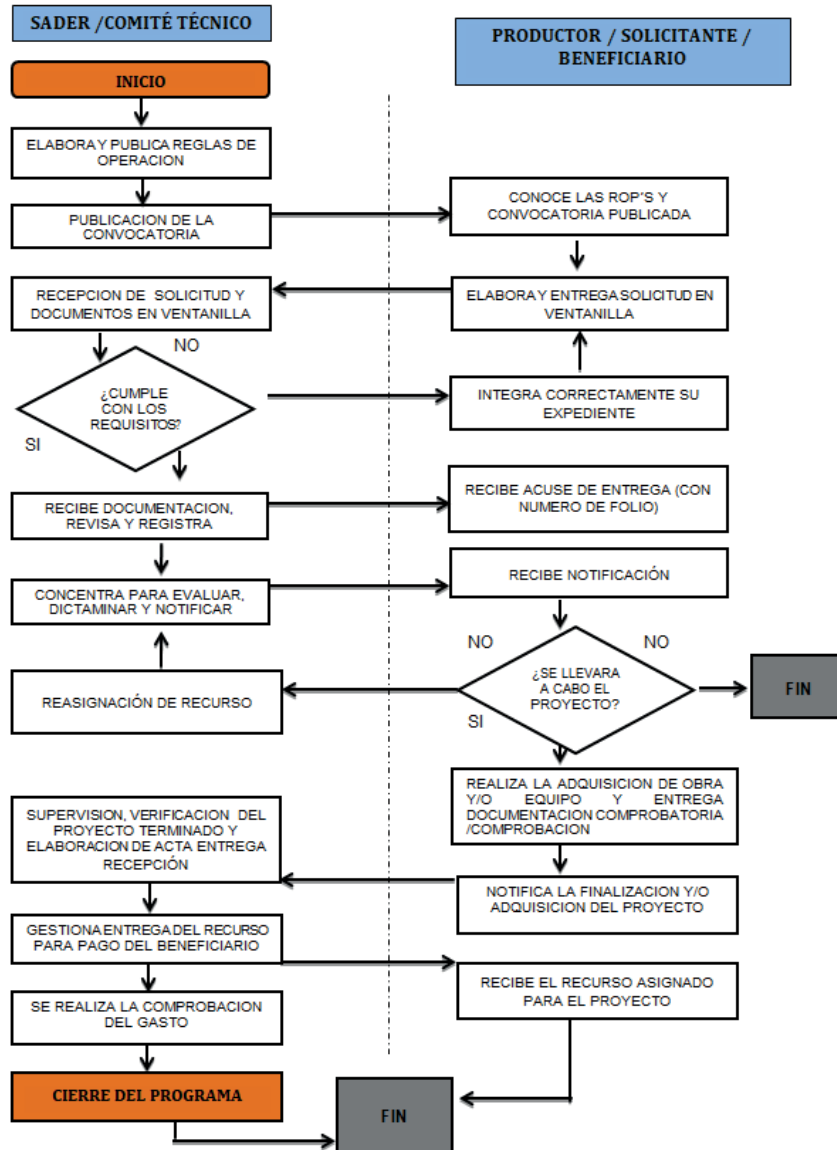 SADER /COMITÉ TÉCNICO
PRODUCTOR / SOLICITANTE /
BENEFICIARIO
INICIO
ELABORA Y PUBLICA REGLAS DE
OPERACION
PUBLICACION DE LA
CONVOCATORIA
CONOCE LAS ROP'S Y
CONVOCATORIA PUBLICADA
RECEPCION DE SOLICITUD Y
DOCUMENTOS EN VENTANILLA
ELABORA Y ENTREGA SOLICITUD EN
VENTANILLA
NO
¿CUMPLE
CON LOS
REQUISITOS?
SI
INTEGRA CORRECTAMENTE SU
EXPEDIENTE
RECIBE DOCUMENTACION,
REVISA Y REGISTRA
RECIBE ACUSE DE ENTREGA (CON
NUMERO DE FOLIO)
CONCENTRA PARA EVALUAR,
DICTAMINAR Y NOTIFICAR
RECIBE NOTIFICACIÓN
NO
NO
¿SE LLEVARA
A CABO EL
PROYECTO?
SI
REASIGNACIÓN DE RECURSO
FIN
REALIZA LA ADQUISICION DE OBRA
Y/O EQUIPO Y ENTREGA
DOCUMENTACION COMPROBATORIA
/COMPROBACION
SUPERVISION, VERIFICACION DEL
PROYECTO TERMINADO Y
ELABORACION DE ACTA ENTREGA
RECEPCIÓN
NOTIFICA LA FINALIZACION Y/O
ADQUISICION DEL PROYECTO
GESTIONA ENTREGA DEL RECURSO
PARA PAGO DEL BENEFICIARIO
RECIBE EL RECURSO ASIGNADO
PARA EL PROYECTO
SE REALIZA LA COMPROBACION
DEL GASTO
CIERRE DEL PROGRAMA
FIN